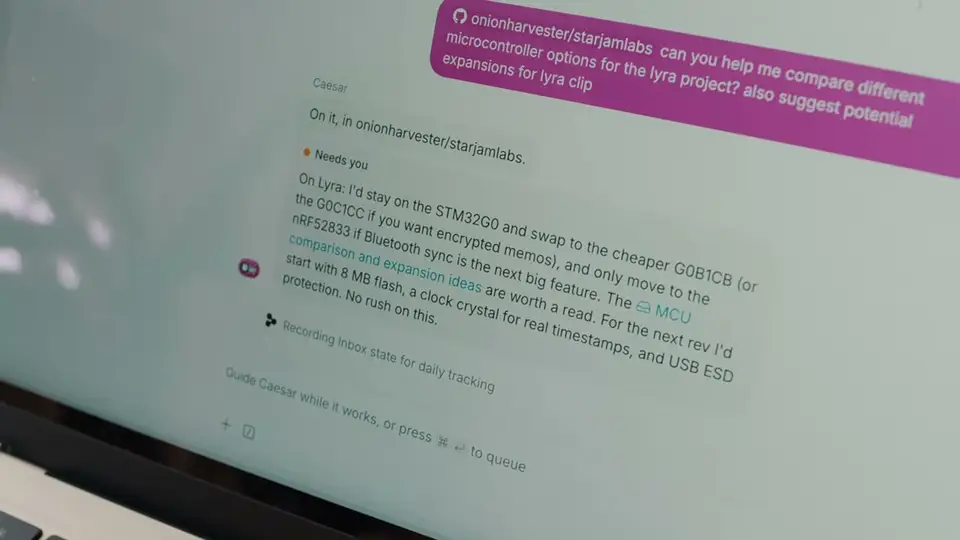 onionharvester/starjamlabs can you help me compare different
microcontroller options for the lyra project? also suggest potential
expansions for lyra clip
Caesar
On it, in onionharvester/starjamlabs.
Needs you
On Lyra: I'd stay on the STM32G0 and swap to the cheaper G0B1CB (or
the G0C1CC if you want encrypted memos), and only move to the
nRF52833 if Bluetooth sync is the next big feature. The MCU
comparison and expansion ideas are worth a read. For the next rev I'd
start with 8 MB flash, a clock crystal for real timestamps, and USB ESD
protection. No rush on this.
Recording Inbox state for daily tracking
Guide Caesar while it works, or press ⌘ ↵ to queue